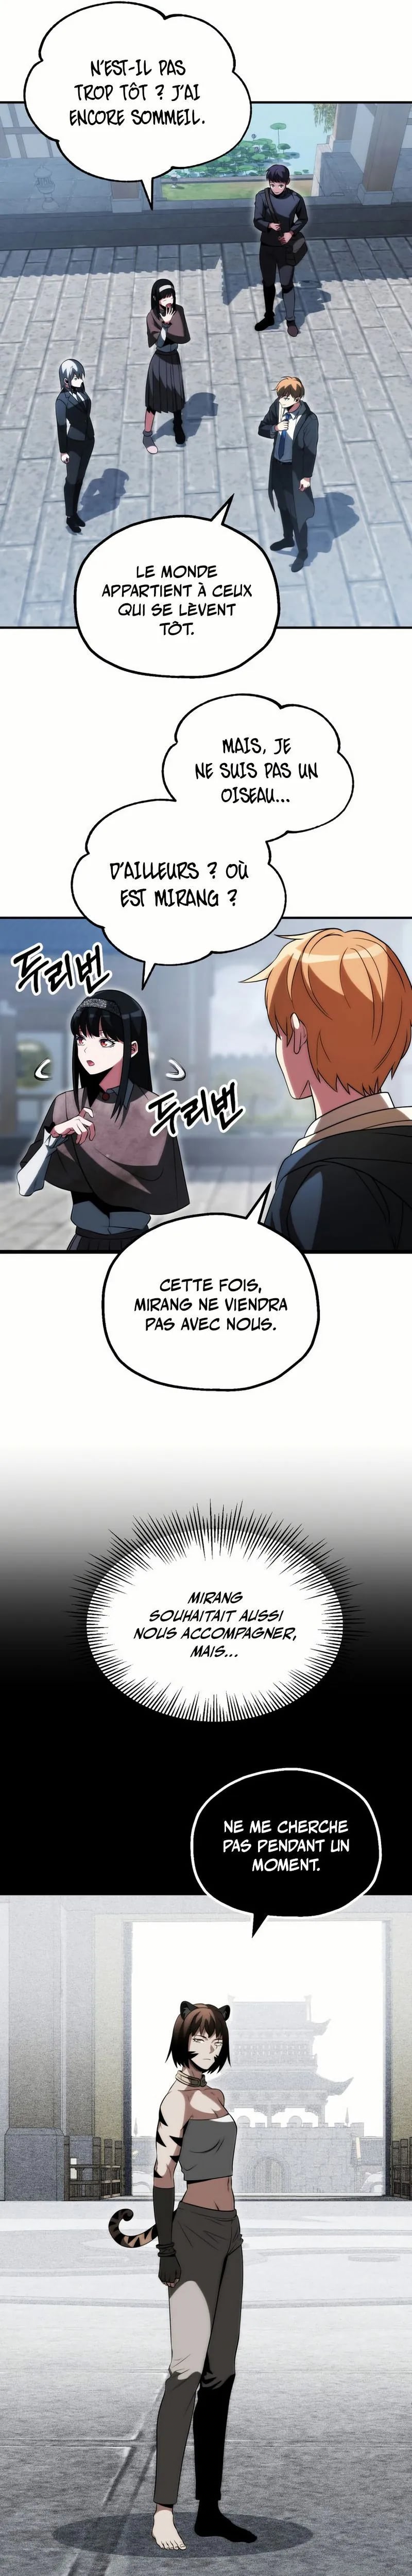 N'EST-IL PAS
TROP TÔT ? J'AI
ENCORE SOMMEIL.
LE MONDE
APPARTIENT À CEUX
QUI SE LÈVENT
TÔT.
MAIS, JE
NE SUIS PAS UN
OISEAU...
D'AILLEURS ? OÙ
EST MIRANG ?
두리번
두리번
CETTE FOIS,
MIRANG NE VIENDRA
PAS AVEC NOUS.
MIRANG
SOUHAITAIT AUSSI
NOUS ACCOMPAGNER,
MAIS...
NE ME CHERCHE
PAS PENDANT UN
MOMENT.